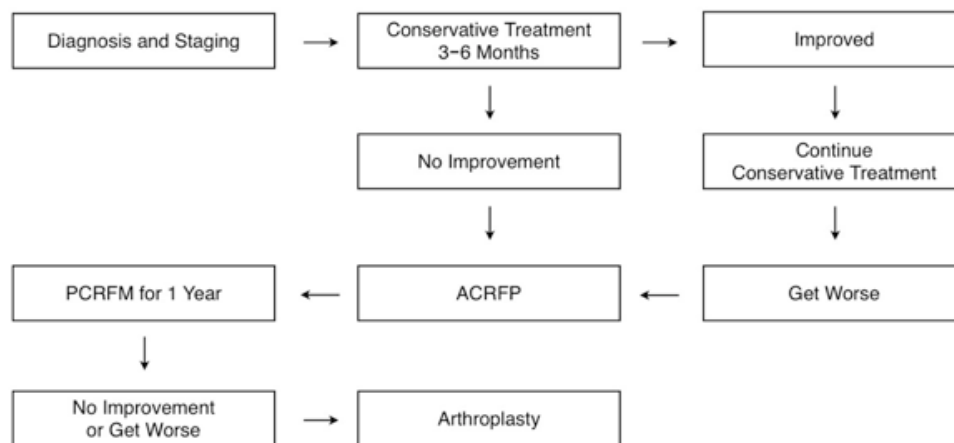 Diagnosis and Staging
Conservative Treatment
3–6 Months
Improved
No Improvement
Continue
Conservative Treatment
PCRFM for 1 Year
ACRFP
Get Worse
No Improvement
or Get Worse
Arthroplasty